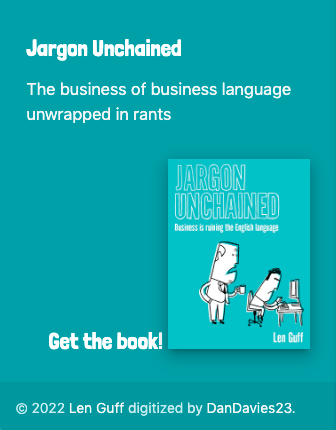 Jargon Unchained
The business of business language
unwrapped in rants
JARGON
UNCHAINED
Business is ruining the English language
Len Guff
Get the book!
© 2022 Len Guff digitized by DanDavies23.